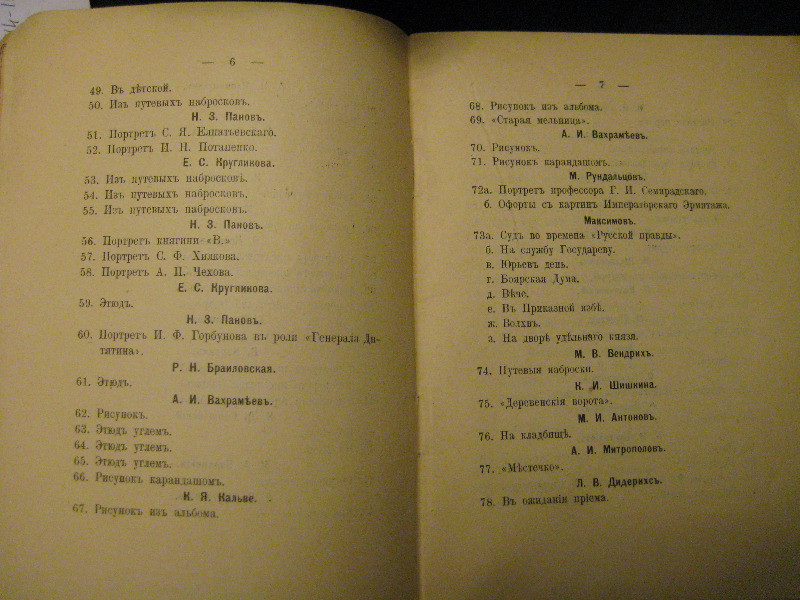 — 6 —
49. Въ дѣтской.
50. Изъ путевыхъ набросковъ.
Н. З. Пановъ.
51. Портретъ С. Я. Елпатьевскаго.
52. Портретъ И. Н. Потапенко.
Е. С. Кругликова.
53. Изъ путевыхъ набросковъ.
54. Изъ путевыхъ набросковъ.
55. Изъ путевыхъ набросковъ.
Н. З. Пановъ.
56. Портретъ княгини «В.»
57. Портретъ С. Ф. Хилкова.
58. Портретъ А. П. Чехова.
Е. С. Кругликова.
59. Этюдъ.
Н. З. Пановъ.
60. Портретъ И. Ф. Горбунова въ роли «Генерала Ди-
тятина».
Р. Н. Браиловская.
61. Этюдъ.
А. И. Вахрамѣевъ.
62. Рисунокъ.
63. Этюдъ углемъ.
64. Этюдъ углемъ.
65. Этюдъ углемъ.
66. Рисунокъ карандашомъ.
К. Я. Кальве.
67. Рисунокъ изъ альбома.
— 7 —
68. Рисунокъ изъ альбома.
69. «Старая мельница».
А. И. Вахрамѣевъ.
70. Рисунокъ.
71. Рисунокъ карандашомъ.
М. Рундальцовъ.
72а. Портретъ профессора Г. И. Семирадскаго.
б. Офорты съ картинъ Императорскаго Эрмитажа.
Максимовъ.
73а. Судъ во времена «Русской правды».
б. На службу Государеву.
в. Юрьевъ день.
г. Боярская Дума.
д. Вѣче.
е. Въ Приказной избѣ.
ж. Волхвъ.
з. На дворѣ удѣльнаго князя.
М. В. Вендрихъ.
74. Путевыя наброски.
К. И. Шишкина.
75. «Деревенскія ворота».
М. И. Антоновъ.
76. На кладбищѣ.
А. И. Митрополовъ.
77. «Мѣстечко».
Л. В. Дидерихсъ.
78. Въ ожиданіи пріема.